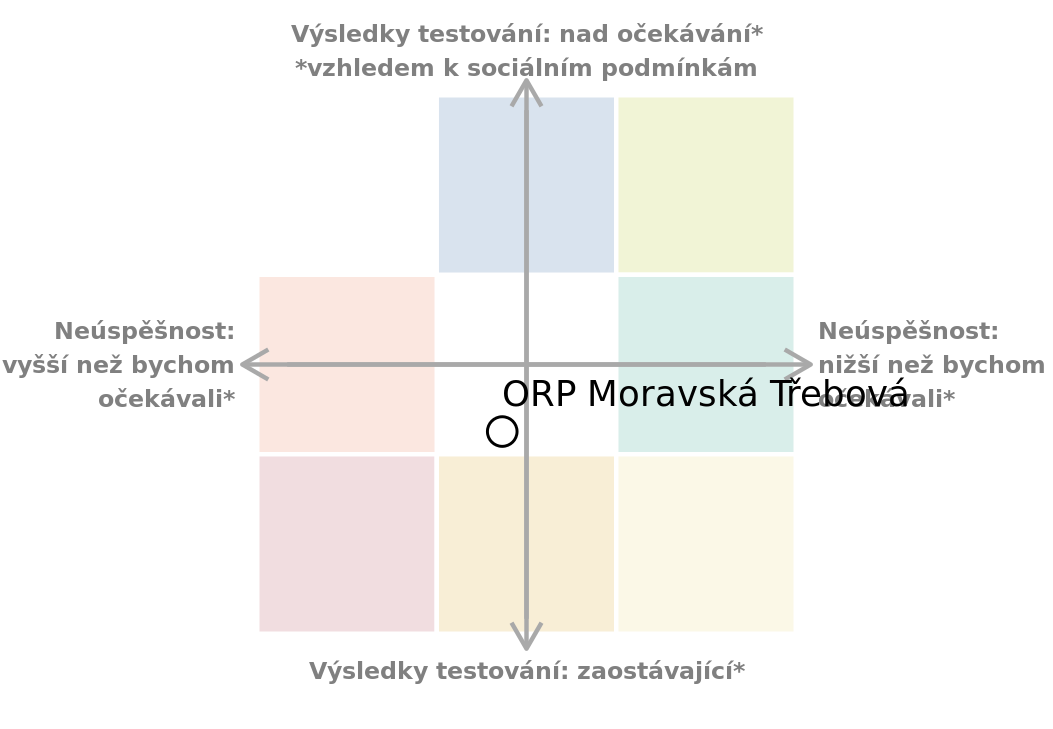 Výsledky testování: nad očekávání*
*vzhledem k sociálním podmínkám
Neúspěšnost:
vyšší než bychom
očekávali*
Neúspěšnost:
nižší než bychom
očekávali*
ORP Moravská Třebová
Výsledky testování: zaostávající*